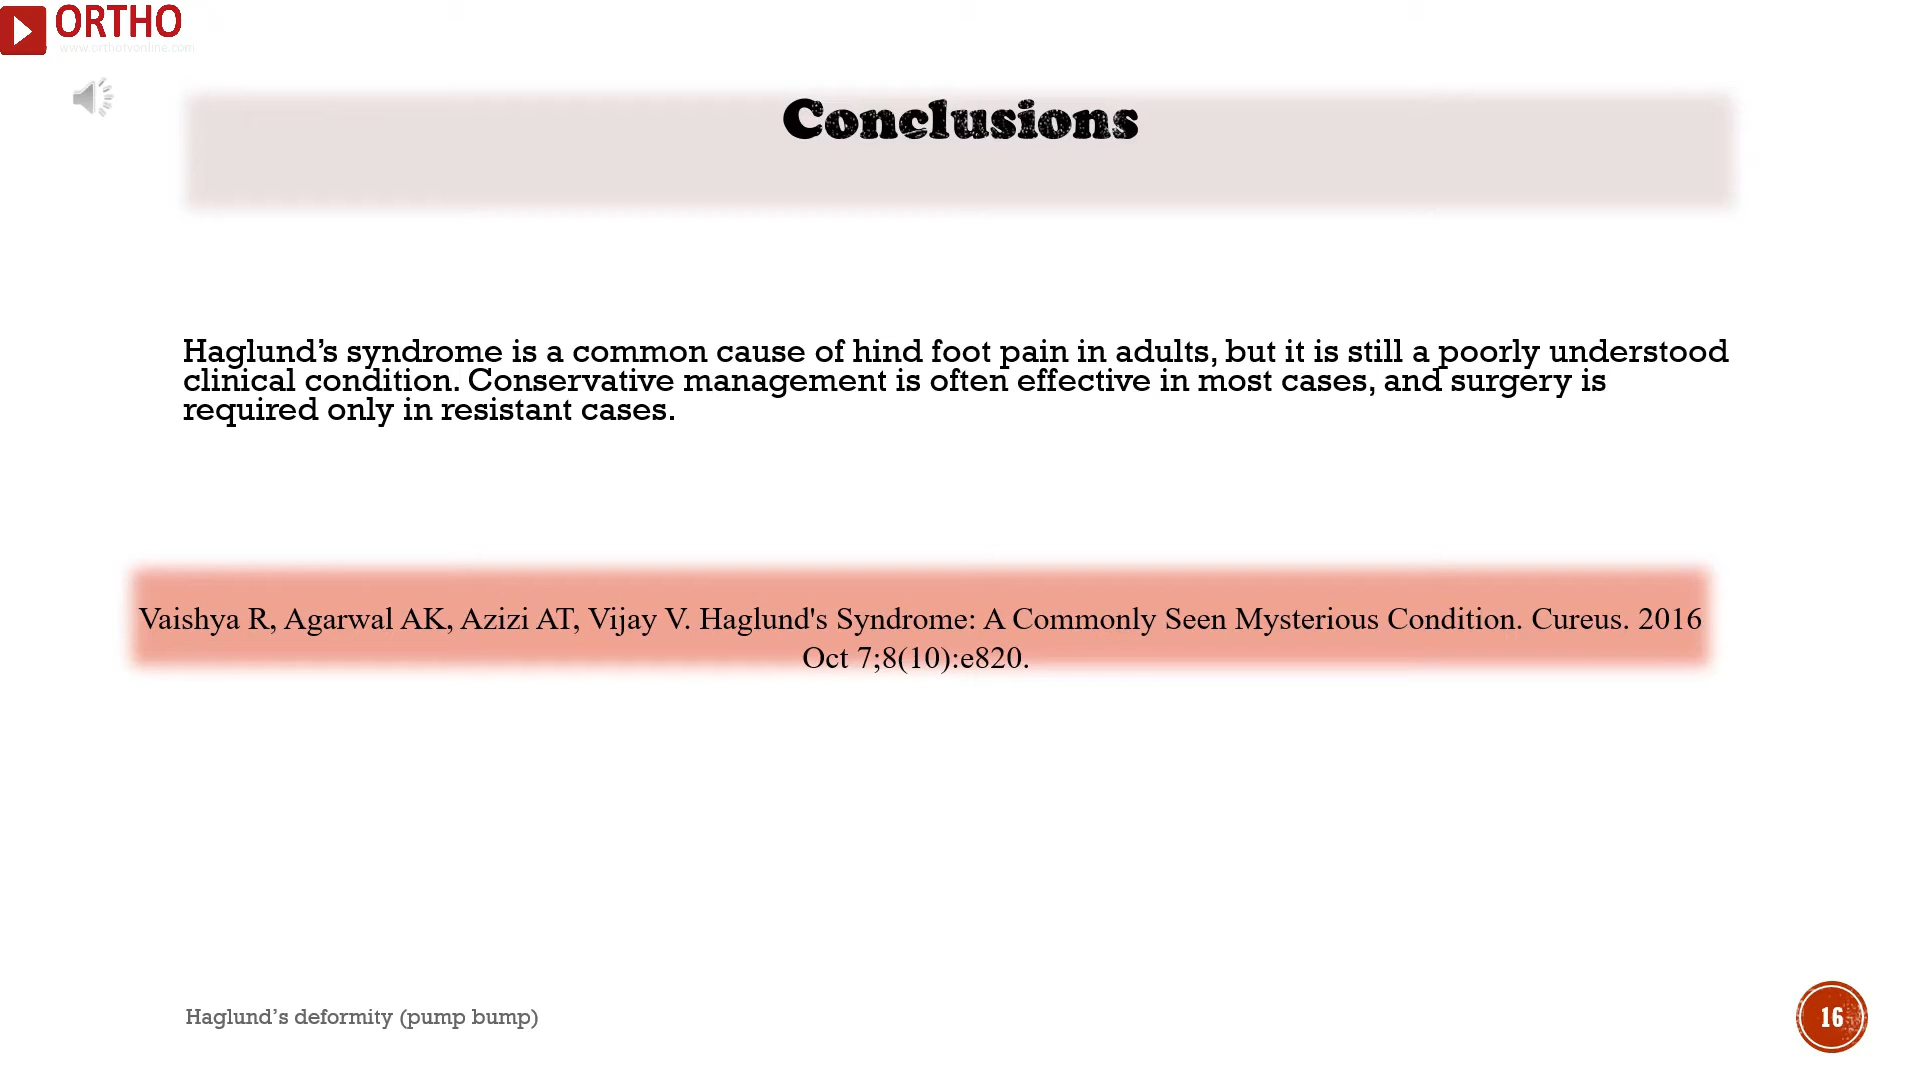 ORTHO
www.orthotvonline.com
Conclusions
Haglund’s syndrome is a common cause of hind foot pain in adults, but it is still a poorly understood
clinical condition. Conservative management is often effective in most cases, and surgery is
required only in resistant cases.
Vaishya R, Agarwal AK, Azizi AT, Vijay V. Haglund's Syndrome: A Commonly Seen Mysterious Condition. Cureus. 2016
Oct 7;8(10):e820.
Haglund’s deformity (pump bump)
16